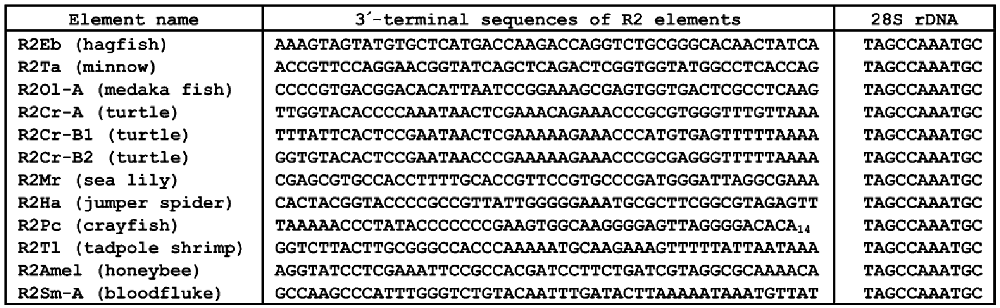 Element name 3´-terminal sequences of R2 elements 28S rDNA
R2Eb (hagfish) AAAGTAGTATGTGCTCATGACCAAGACCAGGTCTGCGGGCACAACTATCA TAGCCAAATGC
R2Ta (minnow) ACCGTTCCAGGAACGGTATCAGCTCAGACTCGGTGGTATGGCCTCACCAG TAGCCAAATGC
R2Ol-A (medaka fish) CCCCGTGACGGACACATTAATCCGGAAAGCGAGTGGTGACTCGCCTCAAG TAGCCAAATGC
R2Cr-A (turtle) TTGGTACACCCCAAATAACTCGAAACAGAAACCCGCGTGGGTTTGTTAAA TAGCCAAATGC
R2Cr-B1 (turtle) TTTATTCACTCCGAATAACTCGAAAAAGAAACCCATGTGAGTTTTTAAAA TAGCCAAATGC
R2Cr-B2 (turtle) GGTGTACACTCCGAATAACCCGAAAAAGAAACCCGCGAGGGTTTTTAAAA TAGCCAAATGC
R2Mr (sea lily) CGAGCGTGCCACCTTTTGCACCGTTCCGTGCCCGATGGGATTAGGCGAAA TAGCCAAATGC
R2Ha (jumper spider) CACTACGGTACCCCGCCGTTATTGGGGGAAATGCGCTTCGGCGTAGAGTT TAGCCAAATGC
R2Pc (crayfish) TAAAAACCCTATACCCCCCCGAAGTGGCAAGGGGAGTTAGGGGACACA14 TAGCCAAATGC
R2Tl (tadpole shrimp) GGTCTTACTTGCGGGCCACCCAAAAATGCAAGAAAGTTTTTATTAATAAA TAGCCAAATGC
R2Amel (honeybee) AGGTATCCTCGAAATTCCGCCACGATCCTTCTGATCGTAGGCGCAAAACA TAGCCAAATGC
R2Sm-A (bloodfluke) GCCAAGCCCATTTGGGTCTGTACAATTTGATACTTAAAAATAAATGTTAT TAGCCAAATGC